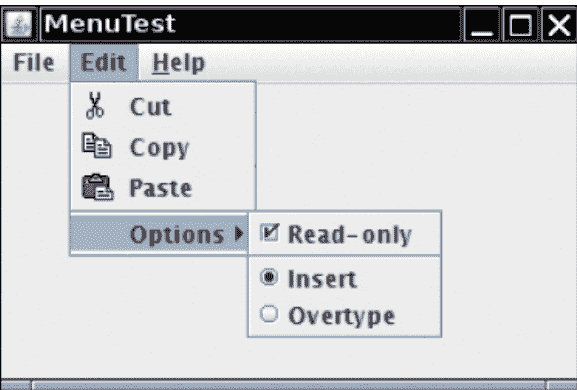 MenuTest
File Edit Help
Cut
Copy
Paste
Options
Read-only
Insert
Overtype